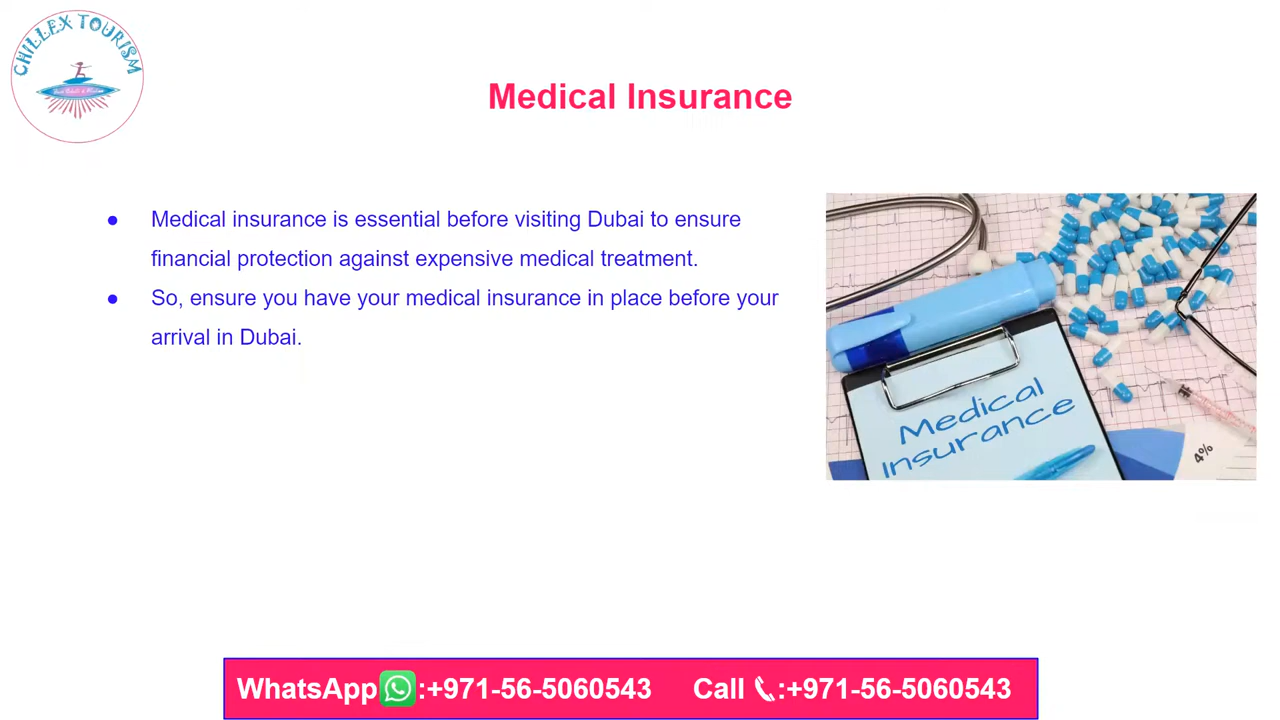 CHILLEX TOURISM
Medical Insurance
● Medical insurance is essential before visiting Dubai to ensure
financial protection against expensive medical treatment.
● So, ensure you have your medical insurance in place before your
arrival in Dubai.
Medical
Insurance
4%
WhatsApp:+971-56-5060543 Call :+971-56-5060543